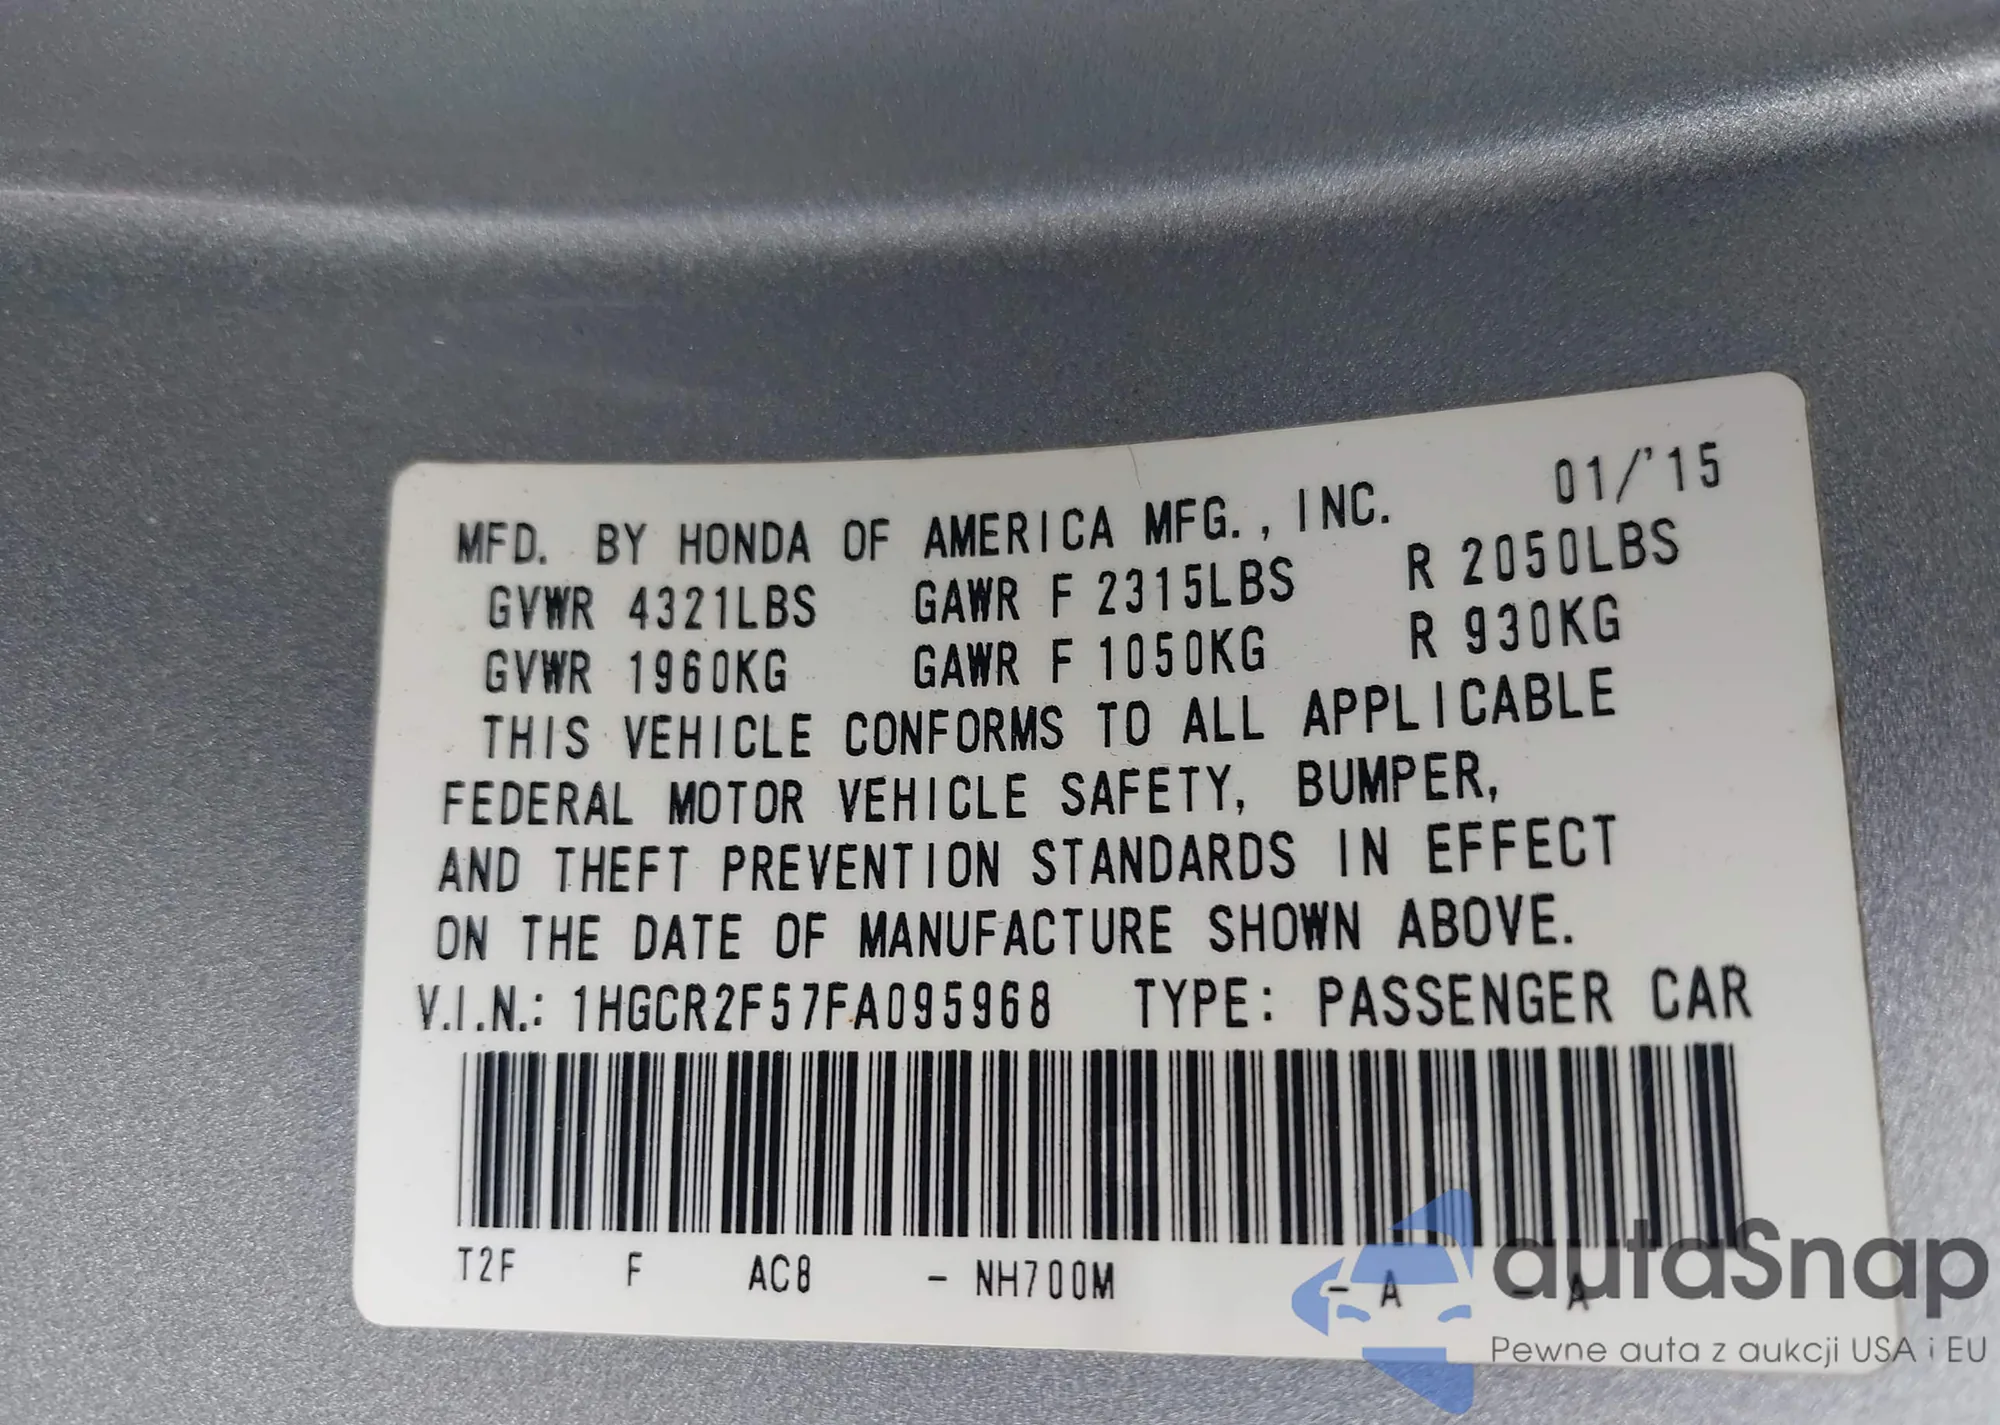 MFD. BY HONDA OF AMERICA MFG., INC. 01/'15
GVWR 4321LBS GAWR F 2315LBS R 2050LBS
GVWR 1960KG GAWR F 1050KG R 930KG
THIS VEHICLE CONFORMS TO ALL APPLICABLE
FEDERAL MOTOR VEHICLE SAFETY, BUMPER,
AND THEFT PREVENTION STANDARDS IN EFFECT
ON THE DATE OF MANUFACTURE SHOWN ABOVE.
V.I.N.: 1HGCR2F57FA095968 TYPE: PASSENGER CAR
T2F F AC8 - NH700M - A - A
autaSnap
Pewne auta z aukcji USA i EU